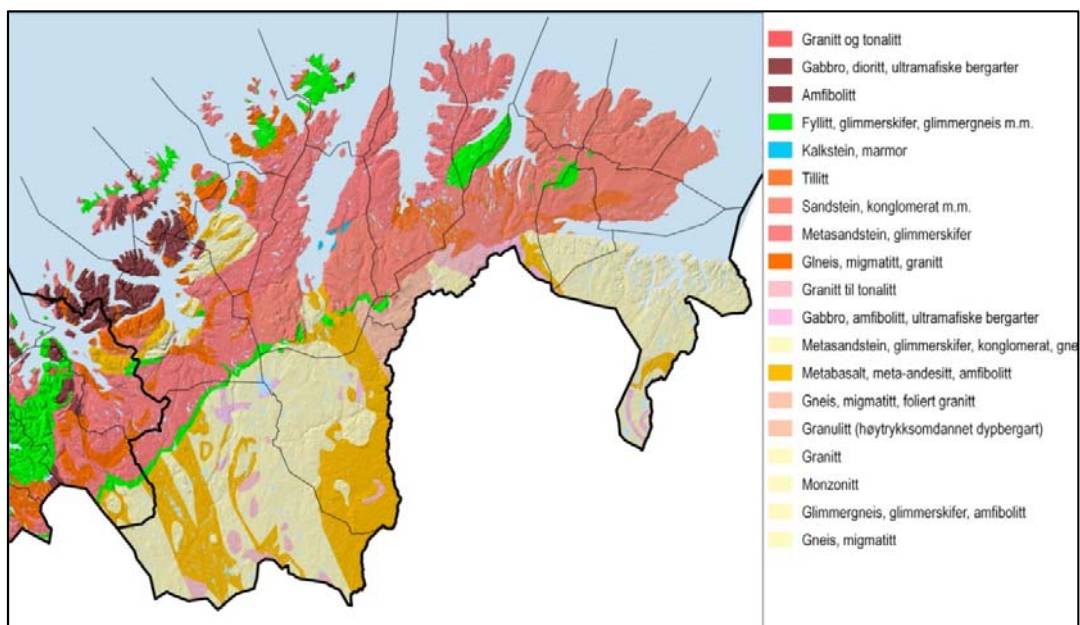 Granitt og tonalitt
Gabbro, dioritt, ultramafiske bergarter
Amfibolitt
Fyllitt, glimmerskifer, glimmergneis m.m.
Kalkstein, marmor
Tillitt
Sandstein, konglomerat m.m.
Metasandstein, glimmerskifer
GIneis, migmatitt, granitt
Granitt til tonalitt
Gabbro, amfibolitt, ultramafiske bergarter
Metasandstein, glimmerskifer, konglomerat, gne
Metabasalt, meta-andesitt, amfibolitt
Gneis, migmatitt, foliert granitt
Granulitt (høytrykksomdannet dypbergart)
Granitt
Monzonitt
Glimmergneis, glimmerskifer, amfibolitt
Gneis, migmatitt